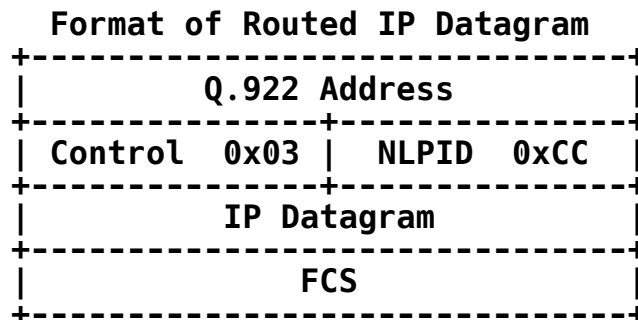 Format of Routed IP Datagram
+-------------------------------+
| Q.922 Address |
+---------------+---------------+
| Control 0x03 | NLPID 0xCC |
+---------------+---------------+
| IP Datagram |
+-------------------------------+
| FCS |
+-------------------------------+